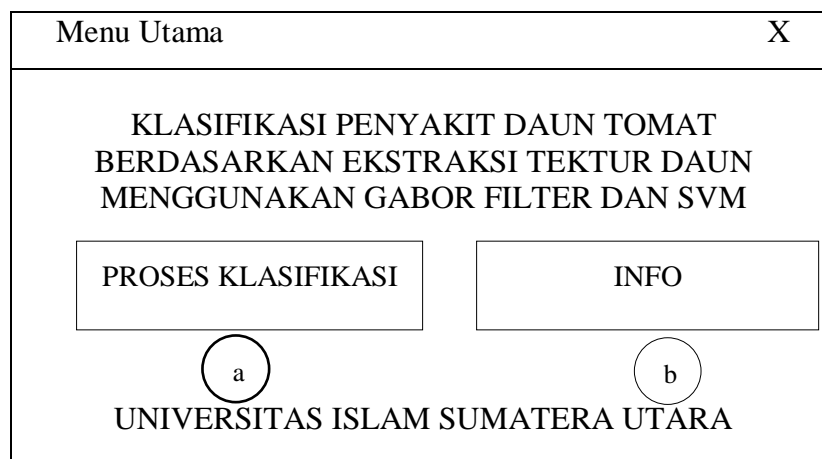 Menu Utama X
KLASIFIKASI PENYAKIT DAUN TOMAT
BERDASARKAN EKSTRAKSI TEKTUR DAUN
MENGGUNAKAN GABOR FILTER DAN SVM
PROSES KLASIFIKASI INFO
a b
UNIVERSITAS ISLAM SUMATERA UTARA